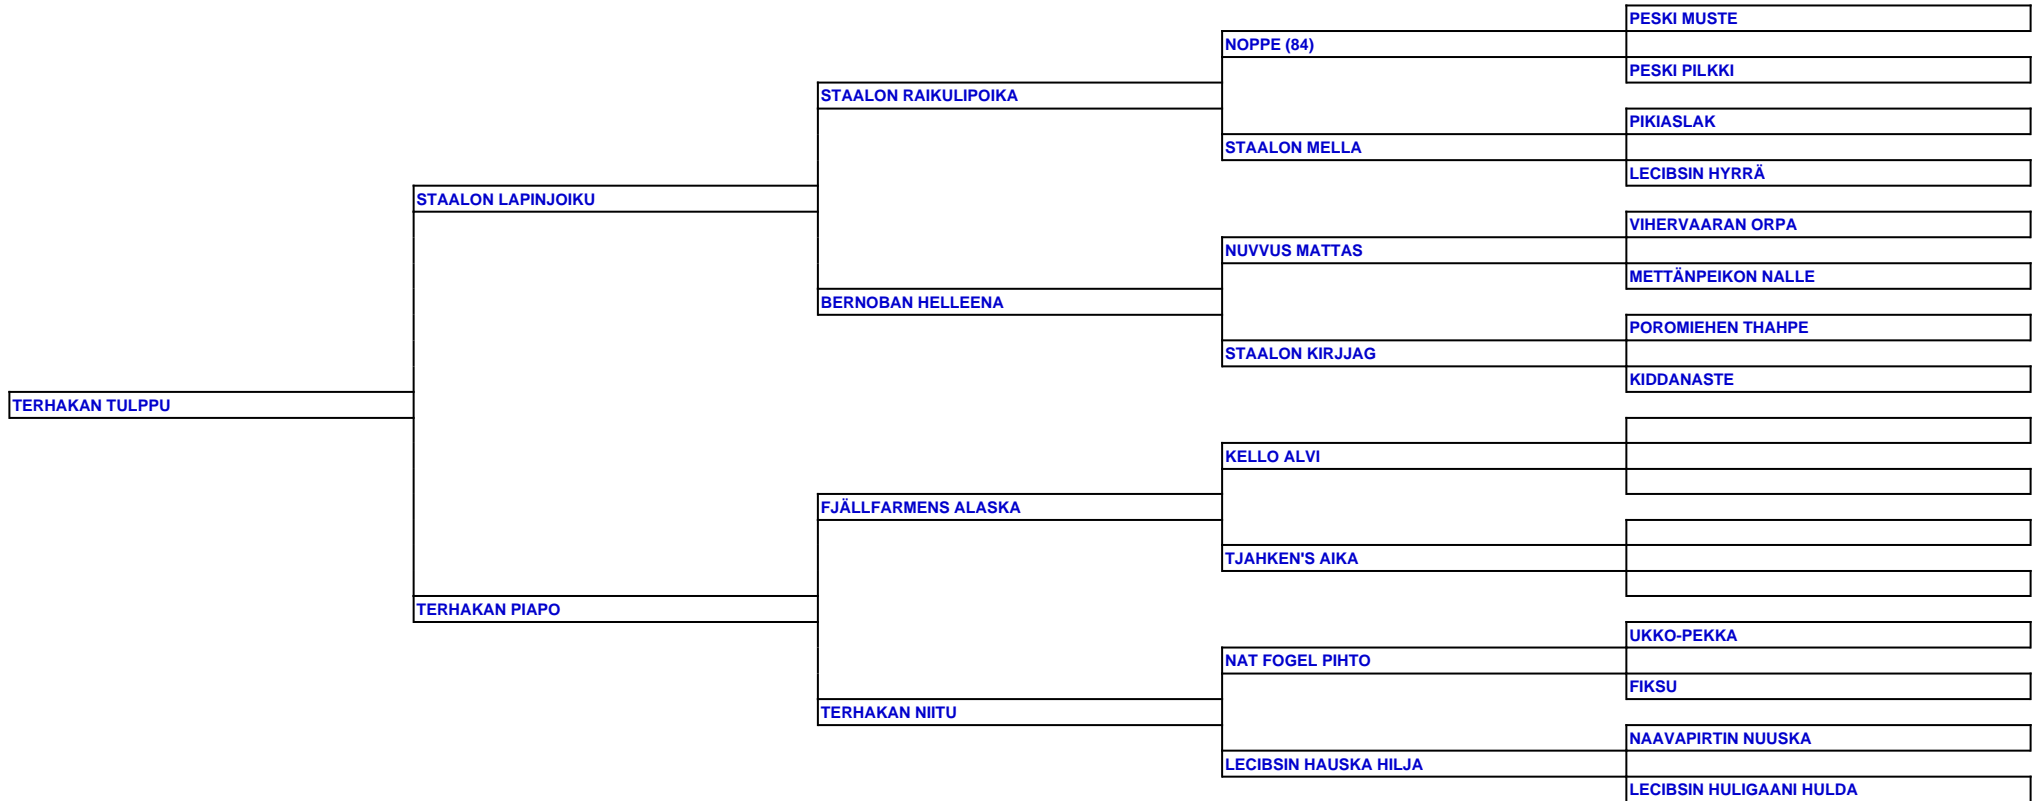 PESKI MUSTE
NOPPE (84)
PESKI PILKKI
STAALON RAIKULIPOIKA
PIKIASLAK
STAALON MELLA
LECIBSIN HYRRÄ
STAALON LAPINJOIKU
VIHERVAARAN ORPA
NUVVUS MATTAS
METTÄNPEIKON NALLE
BERNOBAN HELLEENA
POROMIEHEN THAHPE
STAALON KIRJJAG
KIDDANASTE
TERHAKAN TULPPU
KELLO ALVI
FJÄLLFARMENS ALASKA
TJAHKEN'S AIKA
TERHAKAN PIAPO
UKKO-PEKKA
NAT FOGEL PIHTO
FIKSU
TERHAKAN NIITU
NAAVAPIRTIN NUUSKA
LECIBSIN HAUSKA HILJA
LECIBSIN HULIGAANI HULDA